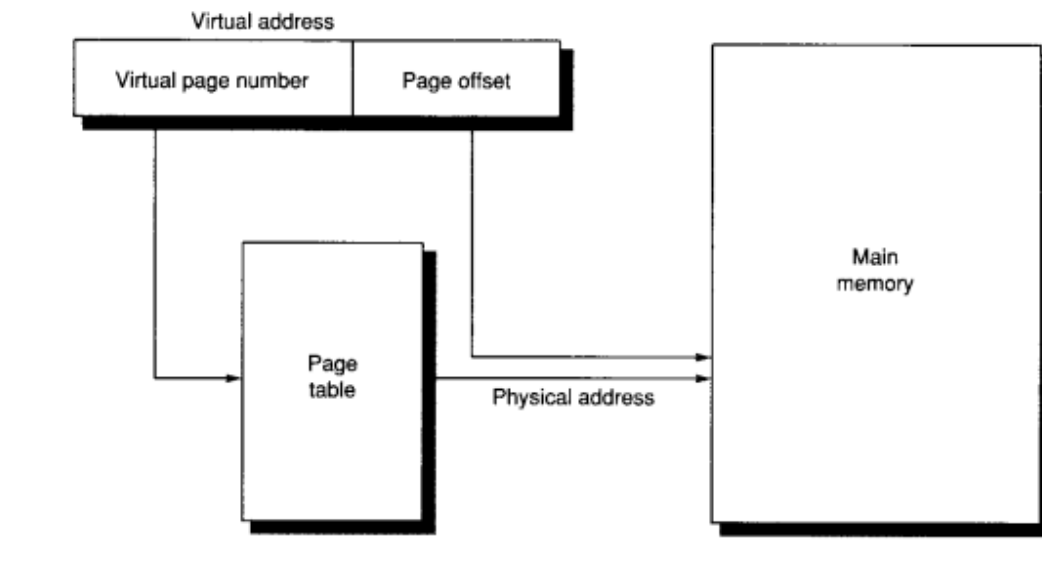 Virtual address
Virtual page number
Page offset
Main
memory
Page
table
Physical address